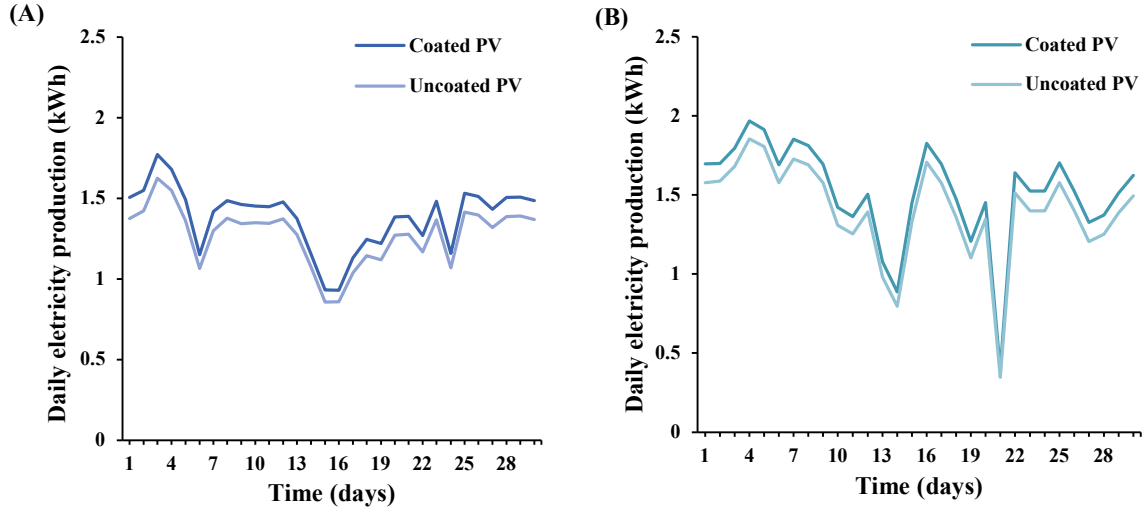 (A)
Daily eletricity production (kWh)
2.5
2
1.5
1
0.5
0
Coated PV
Uncoated PV
1 4 7 10 13 16 19 22 25 28
Time (days)
(B)
Daily eletricity production (kWh)
2.5
2
1.5
1
0.5
0
Coated PV
Uncoated PV
1 4 7 10 13 16 19 22 25 28
Time (days)